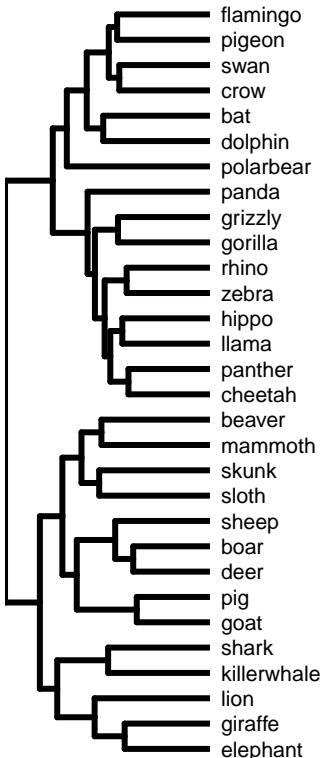 flamingo
pigeon
swan
crow
bat
dolphin
polarbear
panda
grizzly
gorilla
rhino
zebra
hippo
llama
panther
cheetah
beaver
mammoth
skunk
sloth
sheep
boar
deer
pig
goat
shark
killerwhale
lion
giraffe
elephant